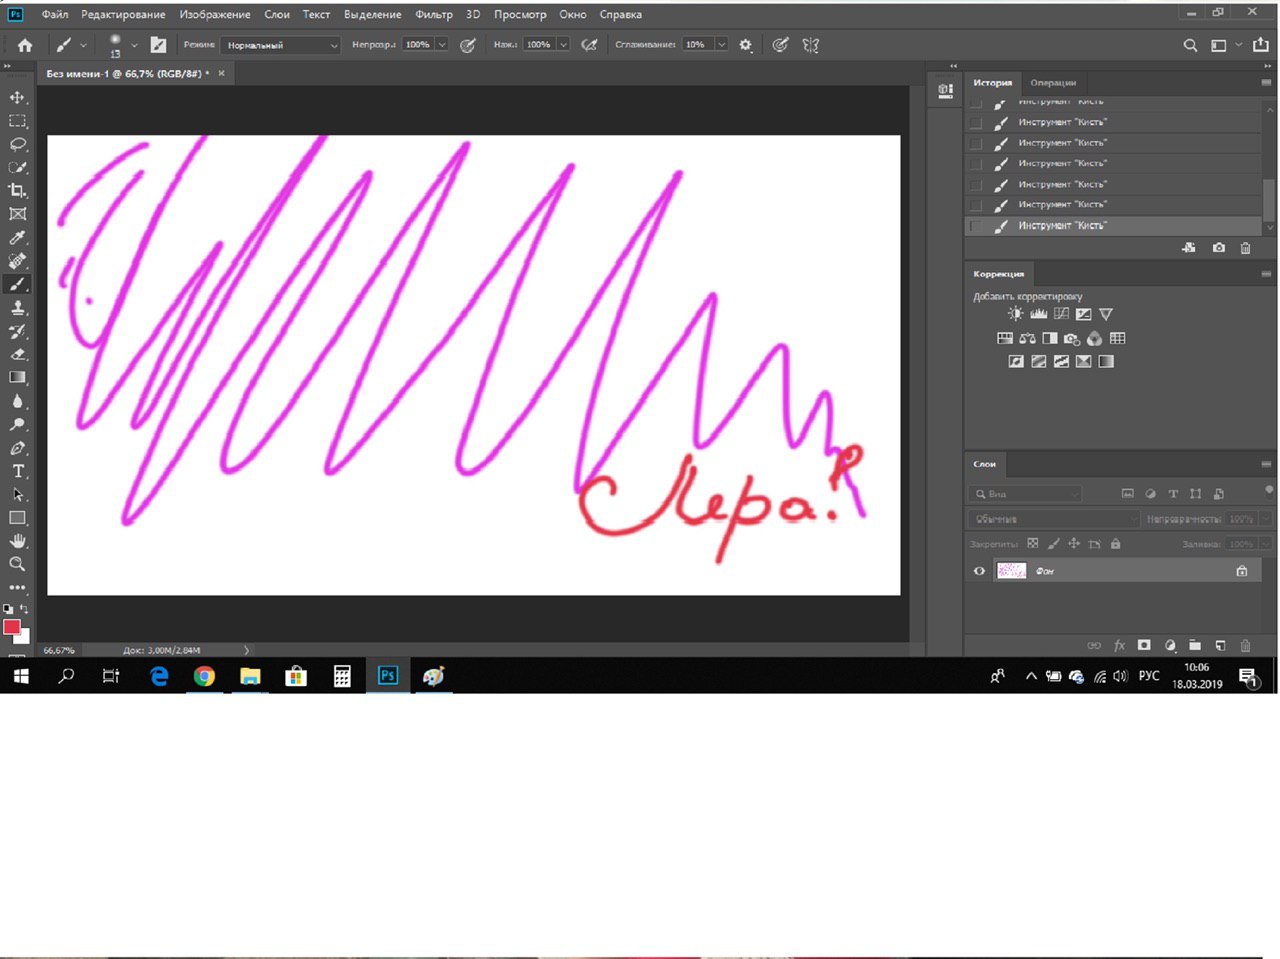 Ps Файл Редактирование Изображение Слои Текст Выделение Фильтр 3D Просмотр Окно Справка
13 Режим: Нормальный Непрозр.: 100% Наж.: 100% Сглаживание: 10%
Без имени-1 @ 66,7% (RGB/8#) * ×
История Операции
Инструмент "Кисть"
Инструмент "Кисть"
Инструмент "Кисть"
Инструмент "Кисть"
Инструмент "Кисть"
Инструмент "Кисть"
Инструмент "Кисть"
Коррекция
Добавить корректировку
Слои
Вид
Обычные Непрозрачность: 100%
Закрепить: Заливка: 100%
Фон
fx
Лера!
66,67% Док: 3,00M/2,84M
Ps РУС 10:06
18.03.2019 1